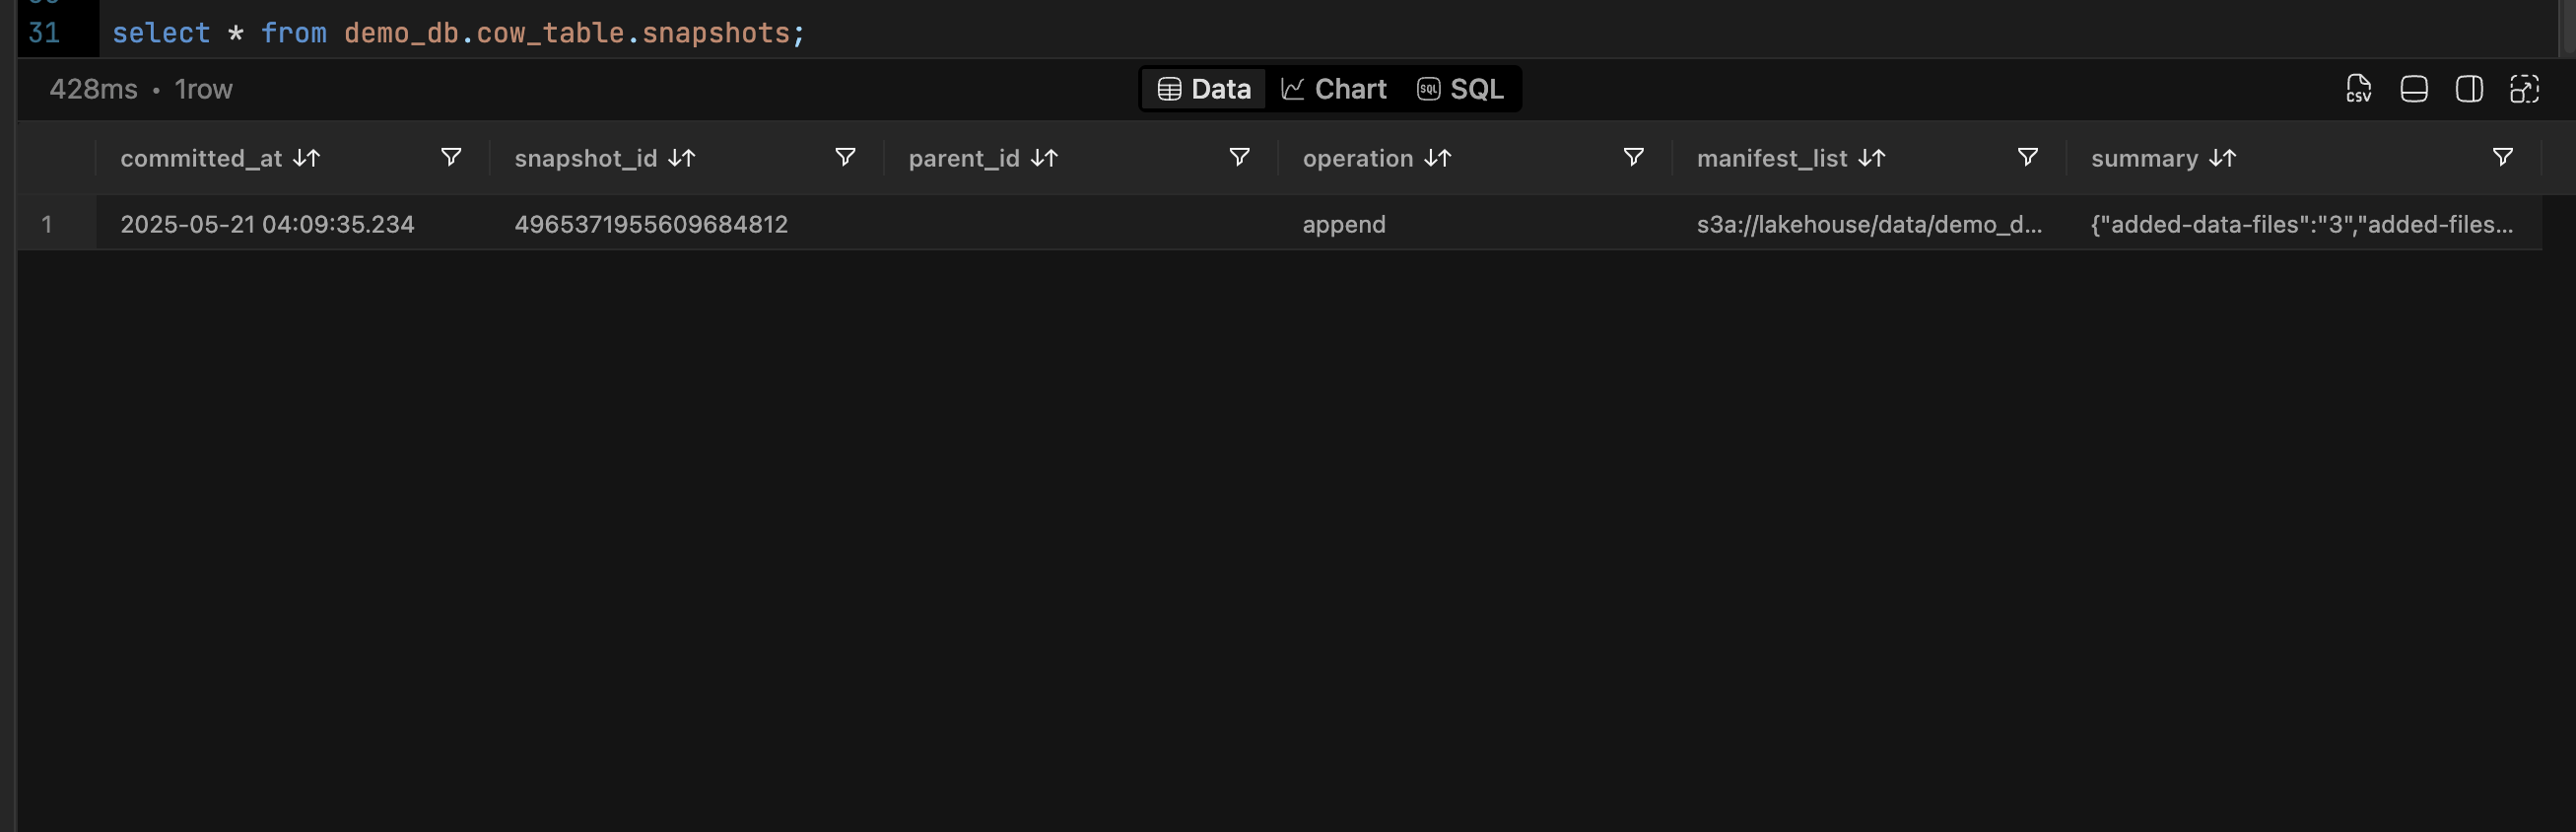 31 select * from demo_db.cow_table.snapshots;
428ms • 1row Data Chart SQL SQL CSV
committed_at snapshot_id parent_id operation manifest_list summary
1 2025-05-21 04:09:35.234 4965371955609684812 append s3a://lakehouse/data/demo_d... {"added-data-files":"3","added-files...